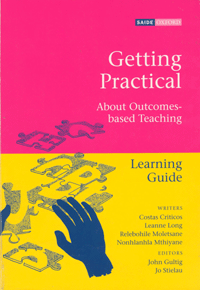 SAIDE OXFORD
Getting
Practical
About Outcomes-
based Teaching
Learning
Guide
WRITERS
Costas Criticos
Leanne Long
Relebohile Moletsane
Nonhlanhla Mthiyane
EDITORS
John Gultig
Jo Stielau